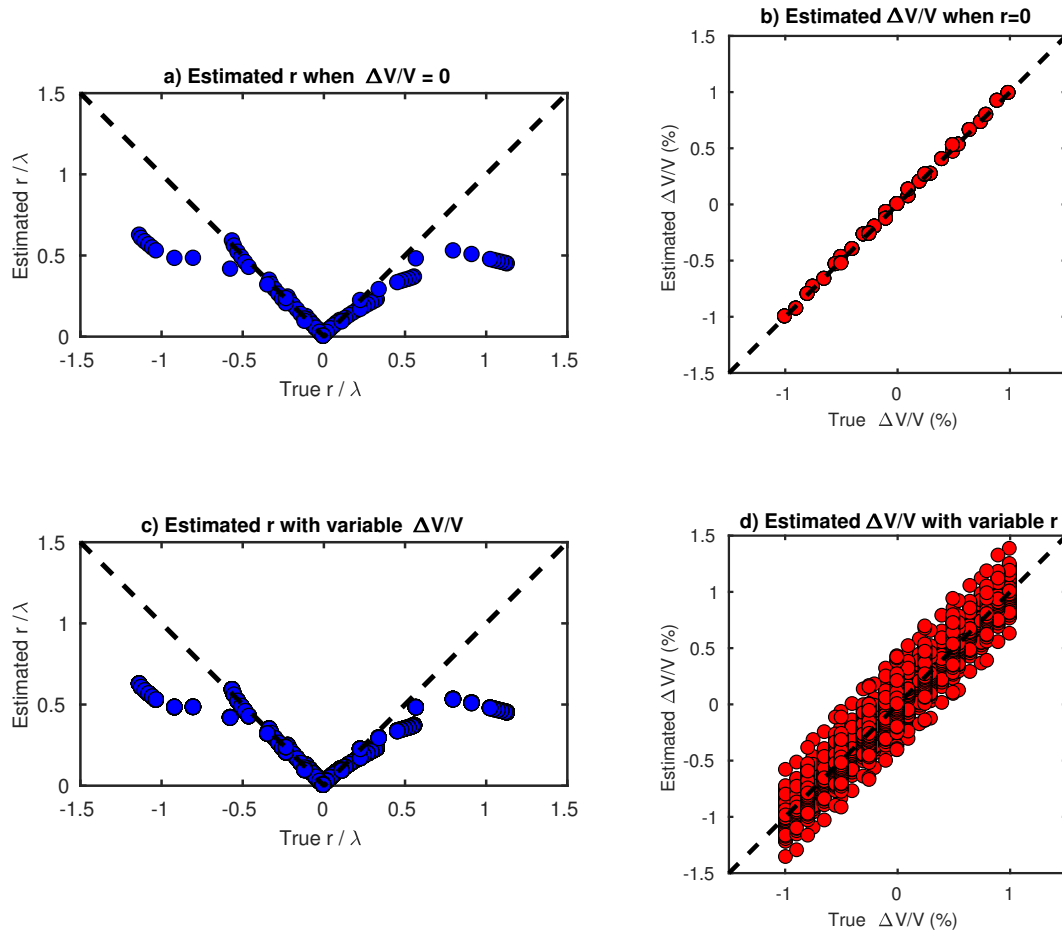 a) Estimated r when ΔV/V = 0
1.5
1
0.5
0
Estimated r / λ
-1.5 -1 -0.5 0 0.5 1 1.5
True r / λ
b) Estimated ΔV/V when r=0
1.5
1
0.5
0
-0.5
-1
-1.5
Estimated ΔV/V (%)
-1 0 1
True ΔV/V (%)
c) Estimated r with variable ΔV/V
1.5
1
0.5
0
Estimated r / λ
-1.5 -1 -0.5 0 0.5 1 1.5
True r / λ
d) Estimated ΔV/V with variable r
1.5
1
0.5
0
-0.5
-1
-1.5
Estimated ΔV/V (%)
-1 0 1
True ΔV/V (%)